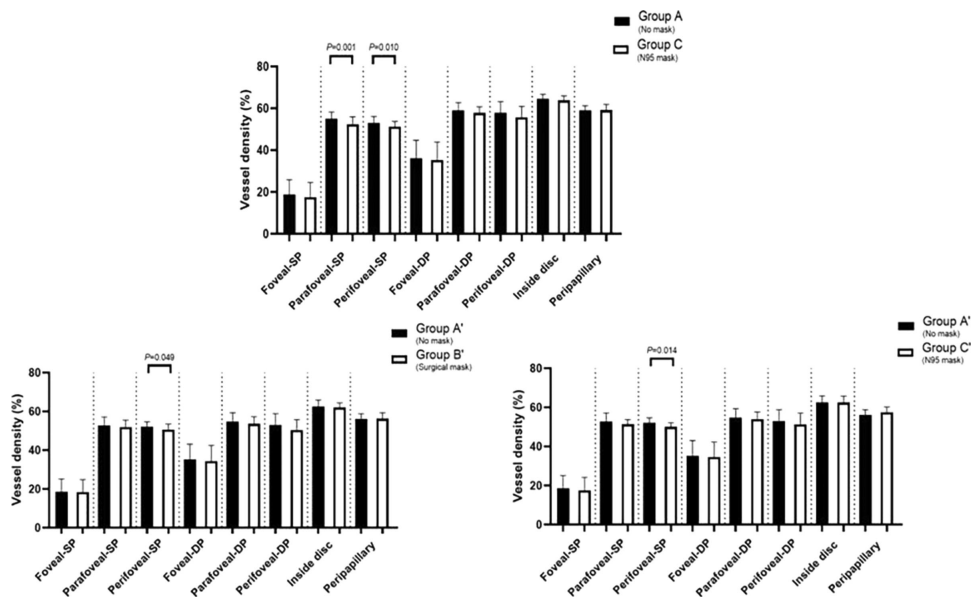 Group A
(No mask)
Group C
(N95 mask)
P=0.001
P=0.010
Vessel density (%)
80
60
40
20
0
Foveal-SP
Parafoveal-SP
Perifoveal-SP
Foveal-DP
Parafoveal-DP
Perifoveal-DP
Inside disc
Peripapillary
Group A'
(No mask)
Group B'
(Surgical mask)
P=0.049
Vessel density (%)
80
60
40
20
0
Foveal-SP
Parafoveal-SP
Perifoveal-SP
Foveal-DP
Parafoveal-DP
Perifoveal-DP
Inside disc
Peripapillary
Group A'
(No mask)
Group C'
(N95 mask)
P=0.014
Vessel density (%)
80
60
40
20
0
Foveal-SP
Parafoveal-SP
Perifoveal-SP
Foveal-DP
Parafoveal-DP
Perifoveal-DP
Inside disc
Peripapillary